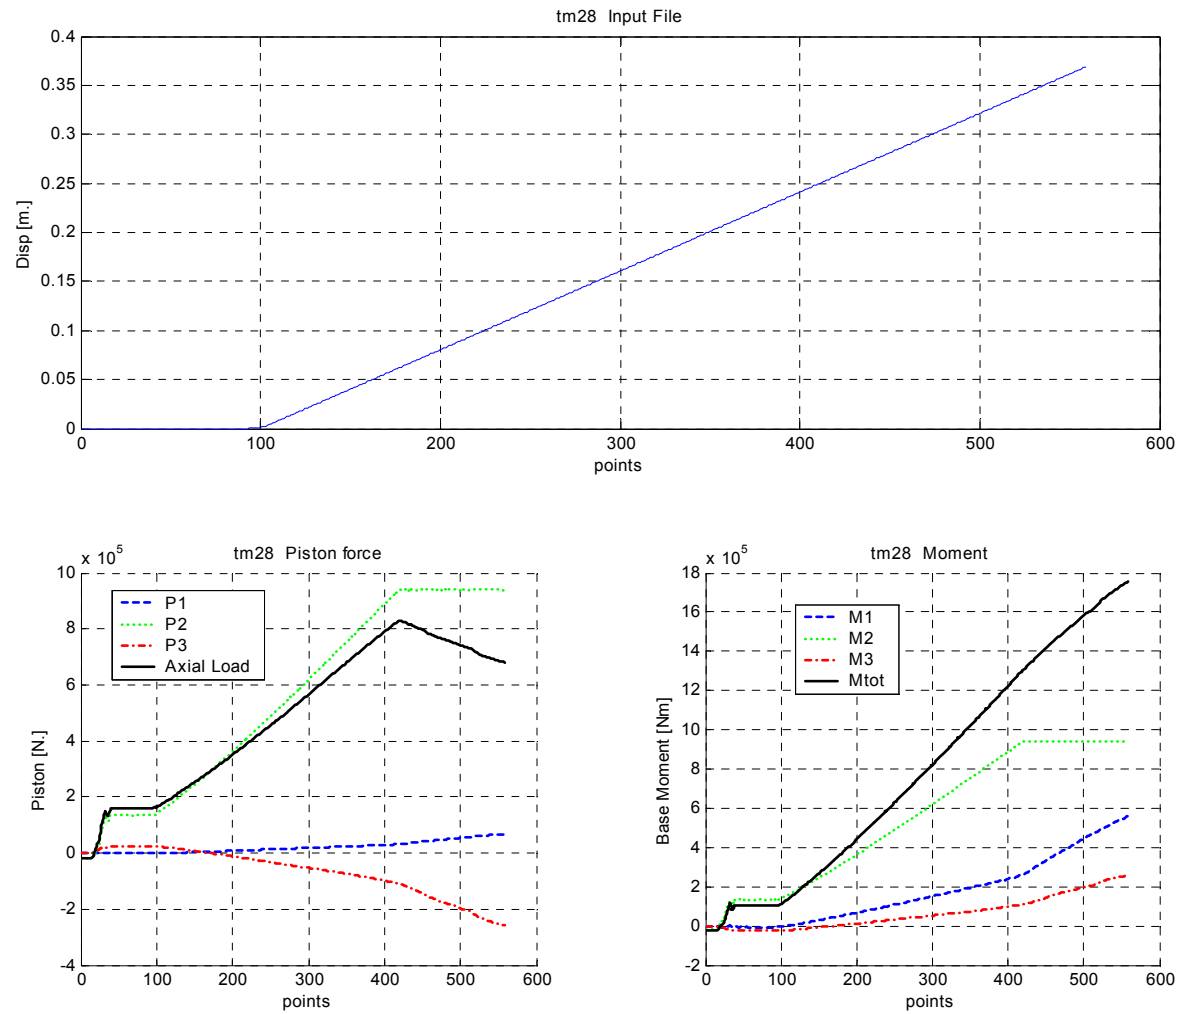 tm28 Input File
Disp [m.]
0.4
0.35
0.3
0.25
0.2
0.15
0.1
0.05
0
0 100 200 300 400 500 600
points
tm28 Piston force
x 10^5
Piston [N.]
10
8
6
4
2
0
-2
-4
P1
P2
P3
Axial Load
0 100 200 300 400 500 600
points
tm28 Moment
x 10^5
Base Moment [Nm]
18
16
14
12
10
8
6
4
2
0
-2
M1
M2
M3
Mtot
0 100 200 300 400 500 600
points